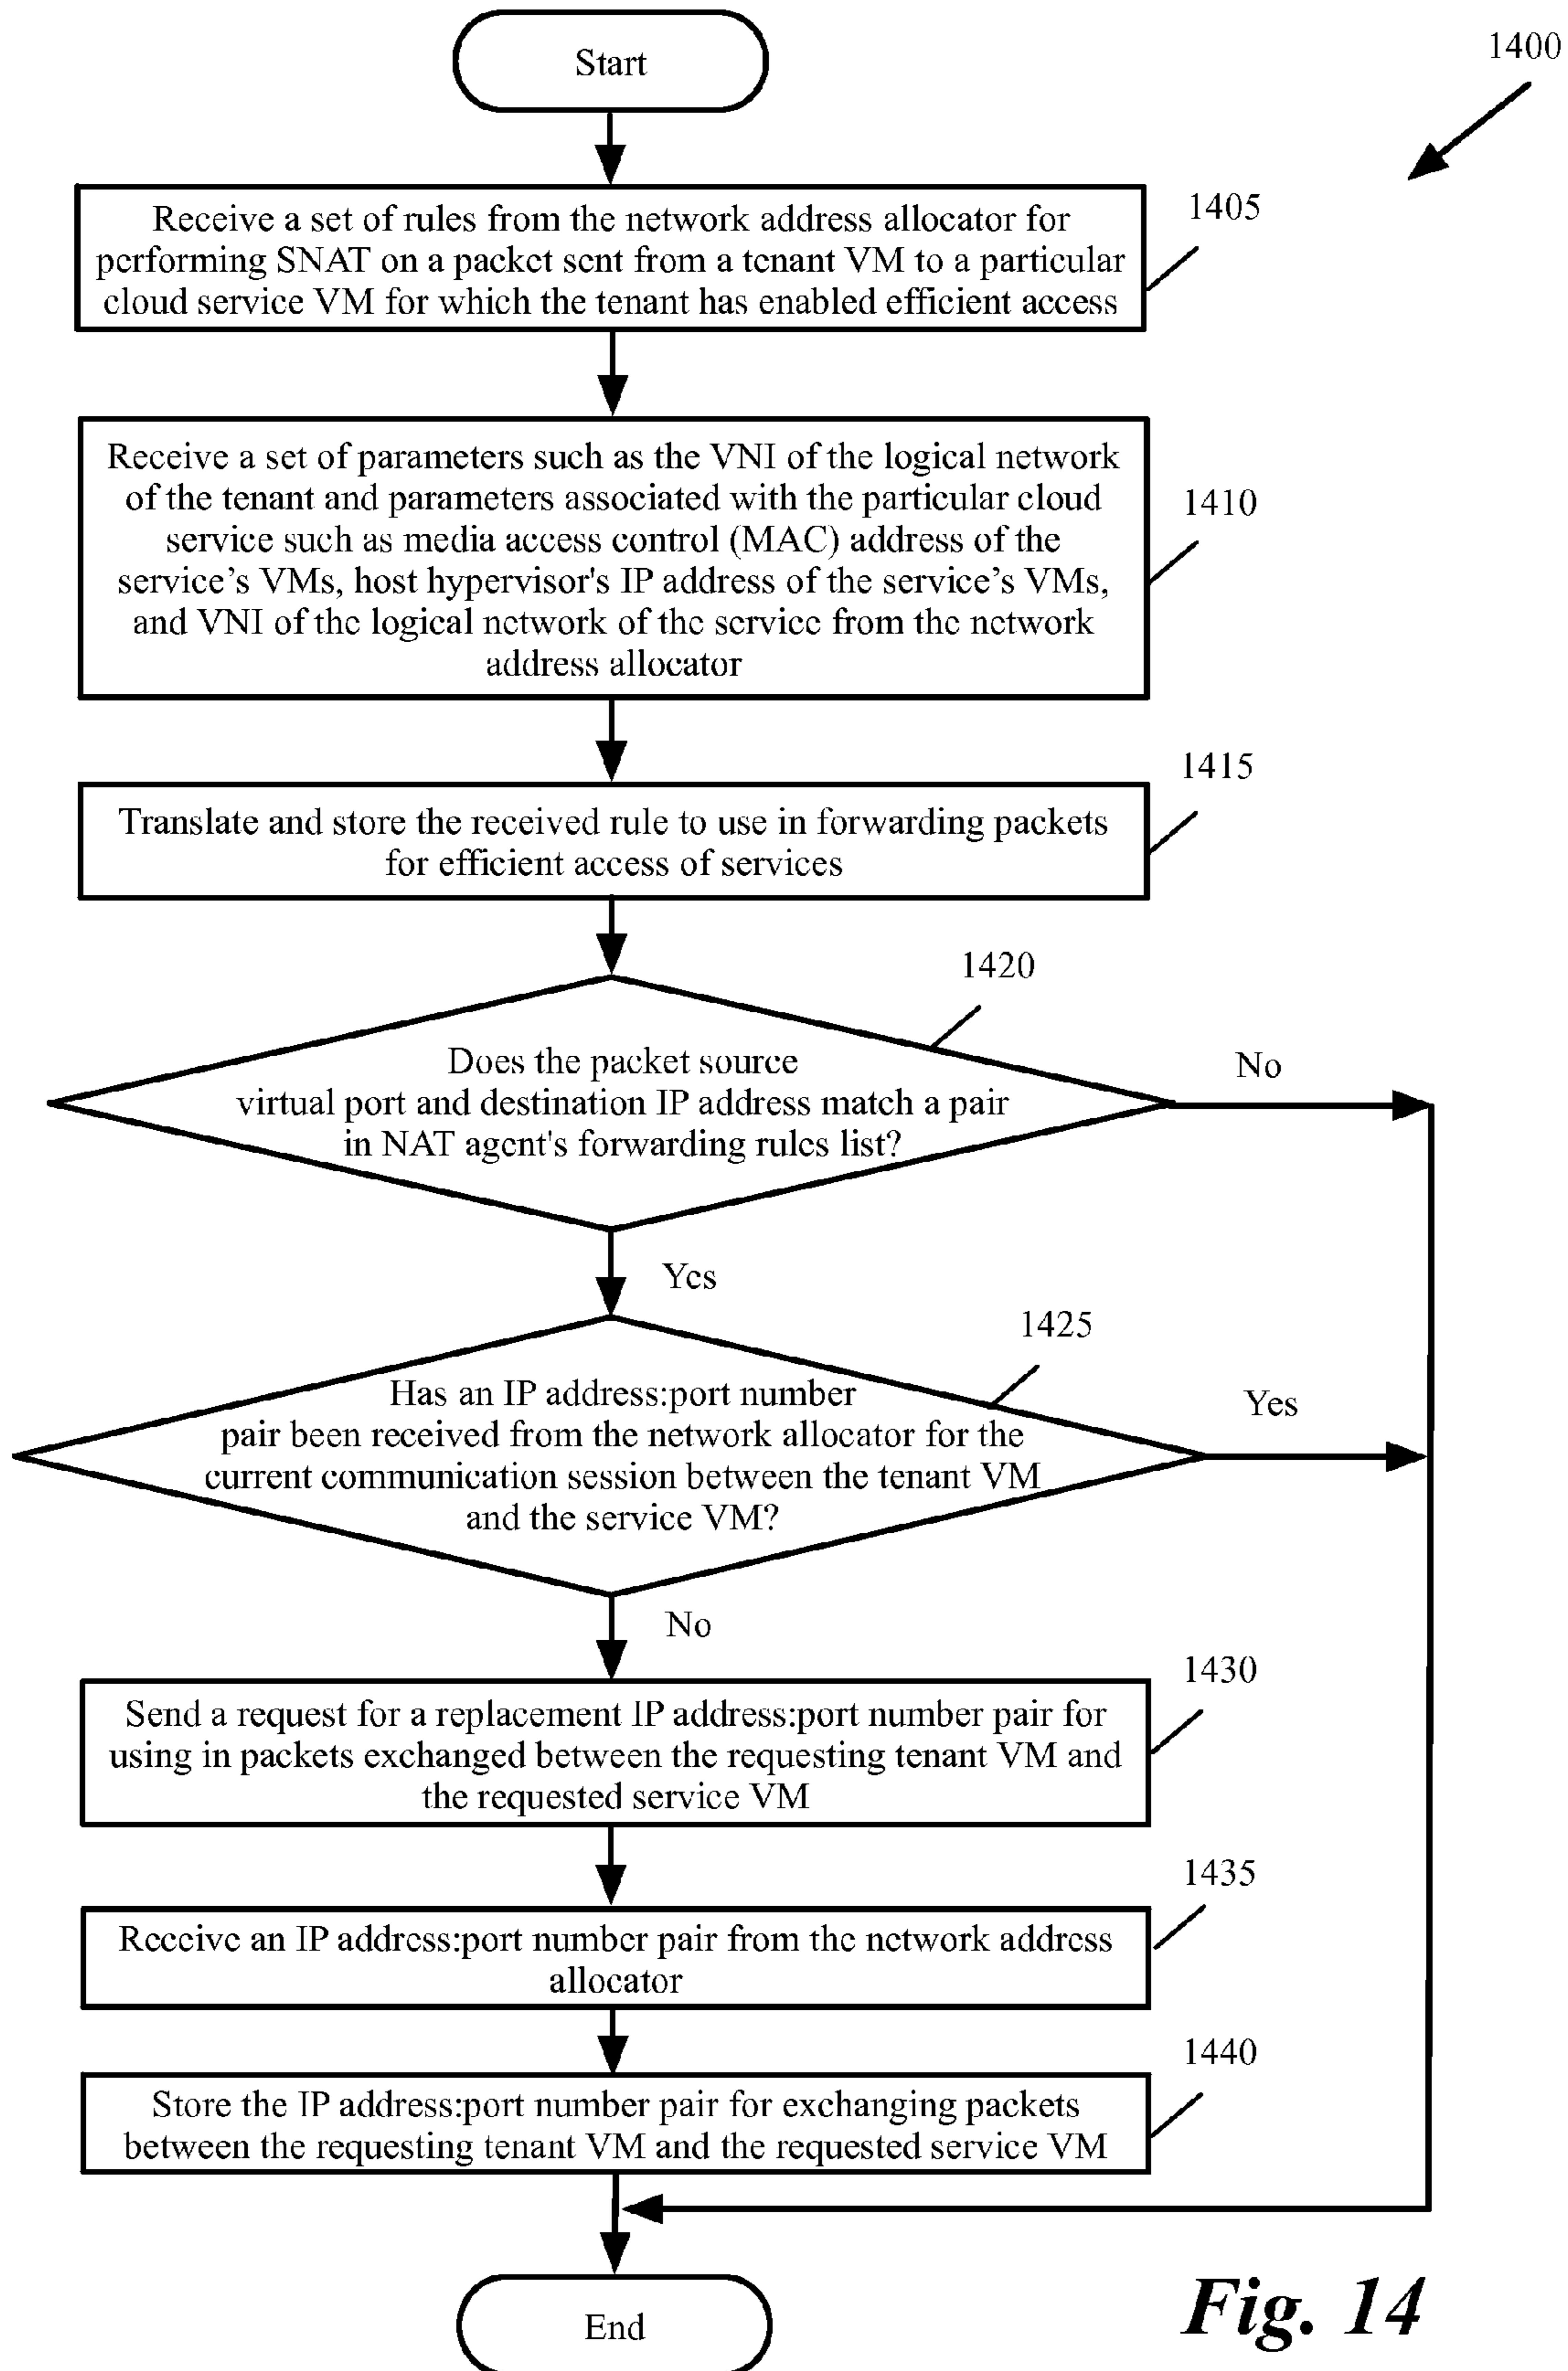 Start
1400
Receive a set of rules from the network address allocator for
1405
performing SNAT on a packet sent from a tenant VM to a particular
cloud service VM for which the tenant has enabled efficient access
Receive a set of parameters such as the VNI of the logical network
of the tenant and parameters associated with the particular cloud
1410
service such as media access control (MAC) address of the
service's VMs, host hypervisor's IP address of the service's VMs,
and VNI of the logical network of the service from the network
address allocator
1415
Translate and store the received rule to use in forwarding packets
for efficient access of services
1420
Does the packet source
virtual port and destination IP address match a pair
in NAT agent's forwarding rules list?
No
Yes
1425
Has an IP address:port number
pair been received from the network allocator for the
current communication session between the tenant VM
and the service VM?
Yes
No
1430
Send a request for a replacement IP address:port number pair for
using in packets exchanged between the requesting tenant VM and
the requested service VM
1435
Receive an IP address:port number pair from the network address
allocator
1440
Store the IP address:port number pair for exchanging packets
between the requesting tenant VM and the requested service VM
End
Fig. 14